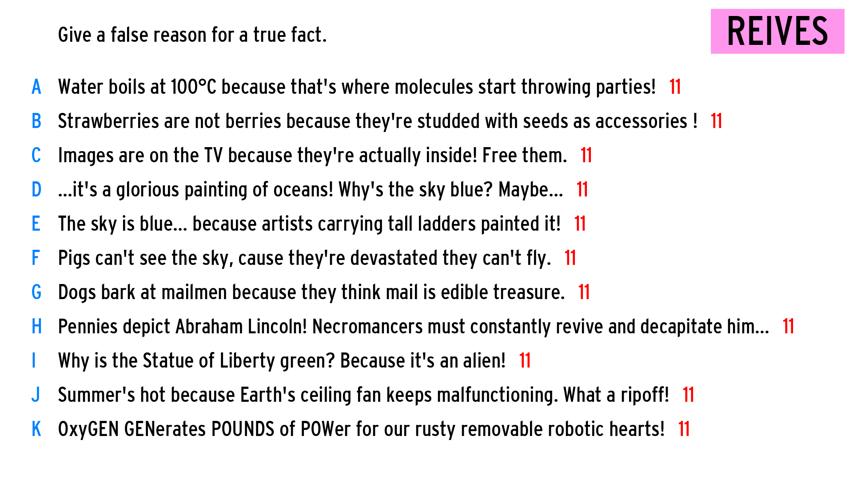 Give a false reason for a true fact.
REIVES
A Water boils at 100°C because that's where molecules start throwing parties! 11
B Strawberries are not berries because they're studded with seeds as accessories ! 11
C Images are on the TV because they're actually inside! Free them. 11
D ...it's a glorious painting of oceans! Why's the sky blue? Maybe... 11
E The sky is blue... because artists carrying tall ladders painted it! 11
F Pigs can't see the sky, cause they're devastated they can't fly. 11
G Dogs bark at mailmen because they think mail is edible treasure. 11
H Pennies depict Abraham Lincoln! Necromancers must constantly revive and decapitate him... 11
I Why is the Statue of Liberty green? Because it's an alien! 11
J Summer's hot because Earth's ceiling fan keeps malfunctioning. What a ripoff! 11
K OxyGEN GENerates POUNDS of POWer for our rusty removable robotic hearts! 11